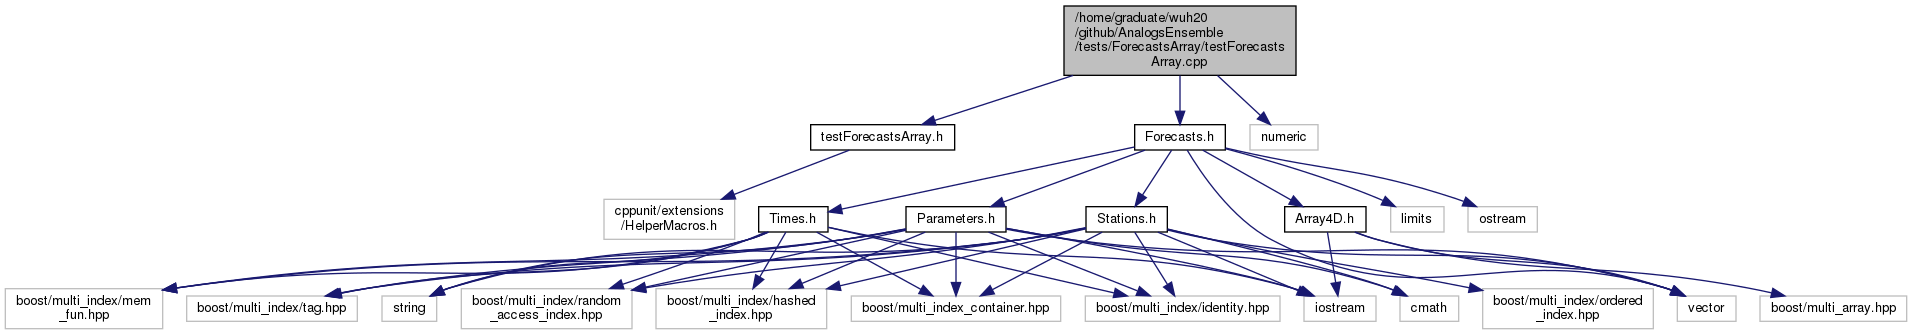 /home/graduate/wuh20
/github/AnalogsEnsemble
/tests/ForecastsArray/testForecasts
Array.cpp
testForecastsArray.h
Forecasts.h
numeric
cppunit/extensions
/HelperMacros.h
Times.h
Parameters.h
Stations.h
Array4D.h
limits
ostream
boost/multi_index/mem
_fun.hpp
boost/multi_index/tag.hpp
string
boost/multi_index/random
_access_index.hpp
boost/multi_index/hashed
_index.hpp
boost/multi_index_container.hpp
boost/multi_index/identity.hpp
iostream
cmath
boost/multi_index/ordered
_index.hpp
vector
boost/multi_array.hpp